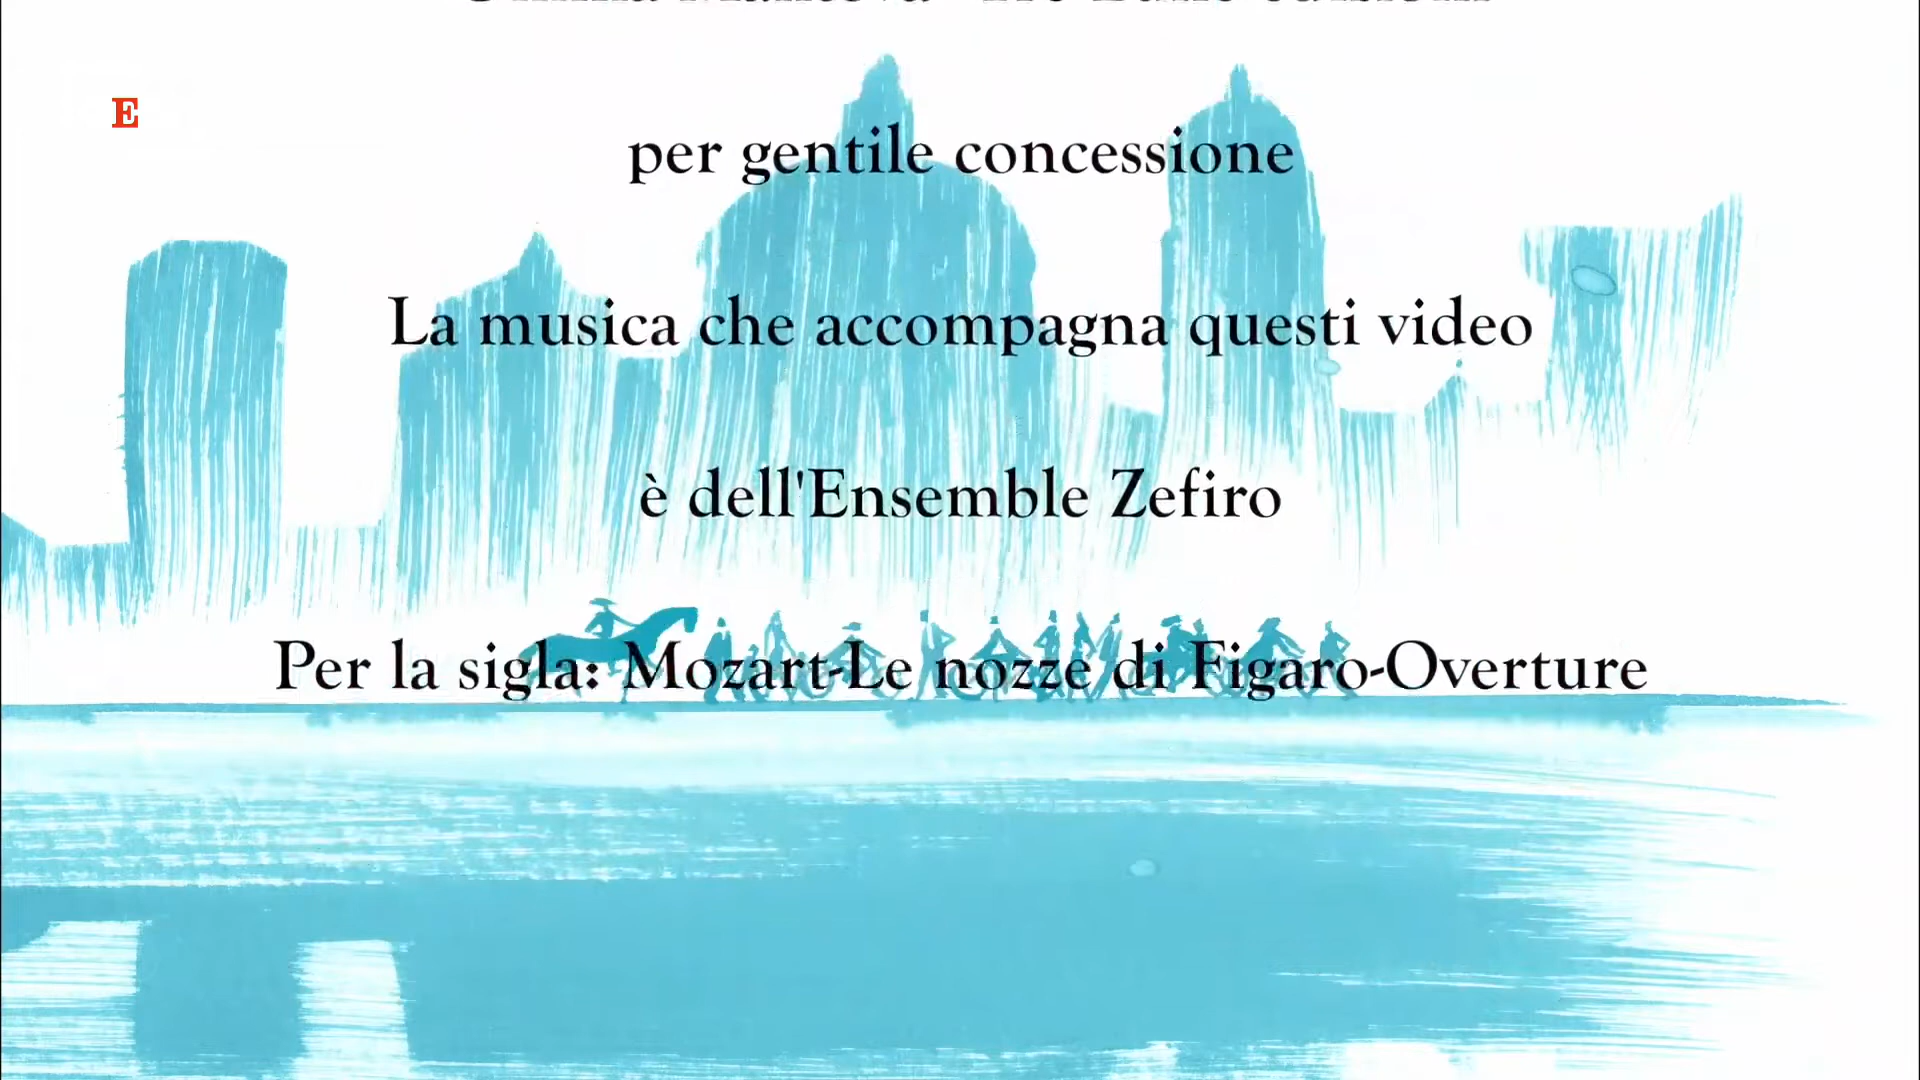 E
per gentile concessione
La musica che accompagna questi video
è dell'Ensemble Zefiro
Per la sigla: Mozart-Le nozze di Figaro-Overture